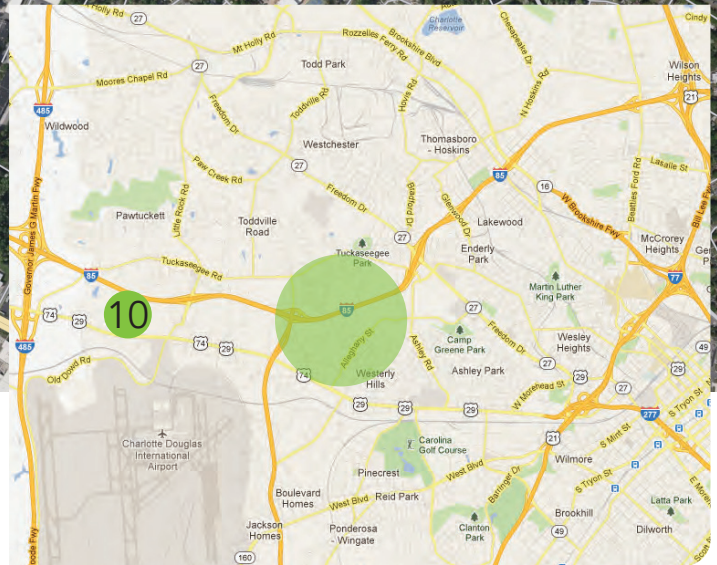 Holly Rd
27
Mt Holly Rd
Rozzelles Ferry Rd
Brookshire Blvd
Charlotte
Reservoir
Chesapeake Dr
Cindy
Todd Park
27
Moores Chapel Rd
Hovis Rd
N Hoskins Rd
Wilson
Heights
21
485
Wildwood
Freedom Dr
Toddville Rd
Westchester
Thomasboro
- Hoskins
Lasalle St
Paw Creek Rd
27
85
16
Beatties Ford Rd
W Brookshire Fwy
Bill Lee Fwy
Governor James G Martin Fwy
Little Rock Rd
Pawtuckett
Toddville
Road
Freedom Dr
Bradford Dr
Glenwood Dr
Lakewood
27
Tuckaseegee
Park
Enderly
Park
McCrorey
Heights
Tuckaseegee Rd
85
77
Martin Luther
King Park
10
74
29
85
27
Freedom Dr
Camp
Greene Park
Wesley
Heights
49
485
74
29
Alleghany St
Ashley Rd
Ashley Park
29
Old Dowd Rd
74
Westerly
Hills
W Morehead St
27
29
29
29
277
S Tryon St
Charlotte Douglas
International
Airport
Carolina
Golf Course
21
S Mint St
Pinecrest
West Blvd
Barringer Dr
Wilmore
S Tryon St
Boulevard
Homes
West Blvd
Reid Park
Brookhill
Latta Park
Jackson
Homes
Ponderosa
- Wingate
Clanton
Park
49
Dilworth
160